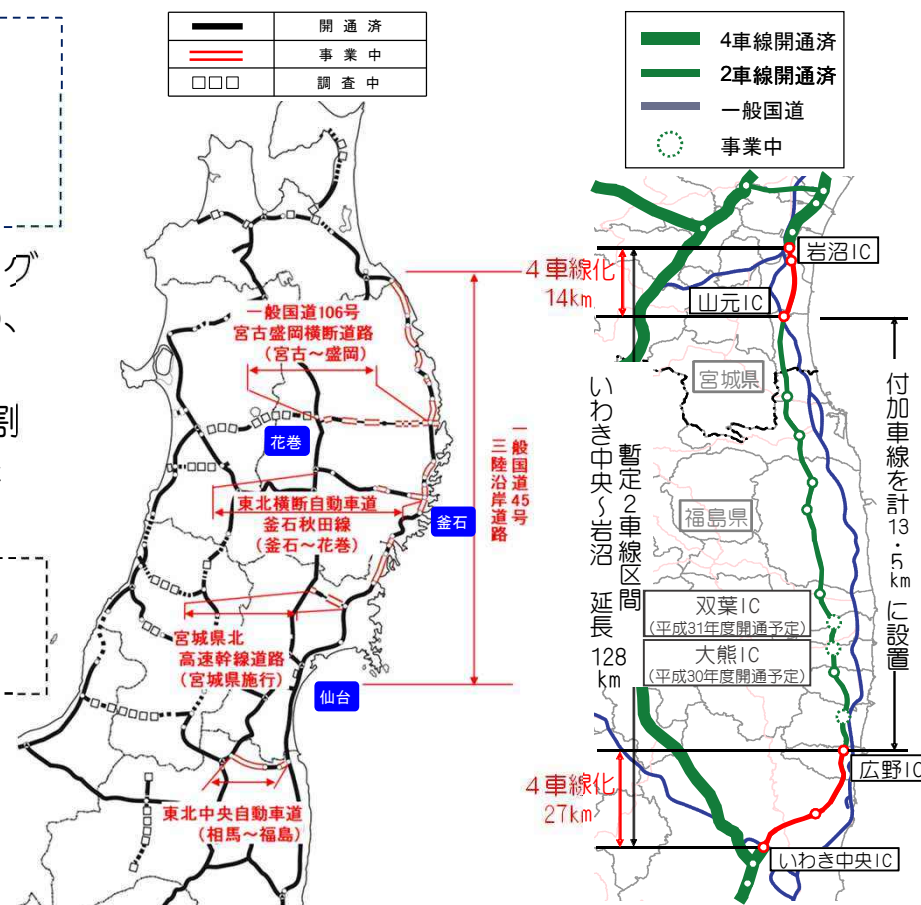 グ
、
割
開通済
事業中
調査中
一般国道106号
宮古盛岡横断道路
（宮古～盛岡）
花巻
東北横断自動車道
釜石秋田線
（釜石～花巻）
釜石
一般国道45号
三陸沿岸道路
宮城県北
高速幹線道路
（宮城県施行）
仙台
東北中央自動車道
（相馬～福島）
4車線開通済
2車線開通済
一般国道
事業中
4車線化
14km
岩沼IC
山元IC
宮城県
福島県
いわき中央～岩沼 延長128km
暫定2車線区間
付加車線を計13・5kmに設置
双葉IC
（平成31年度開通予定）
大熊IC
（平成30年度開通予定）
4車線化
27km
広野IC
いわき中央IC